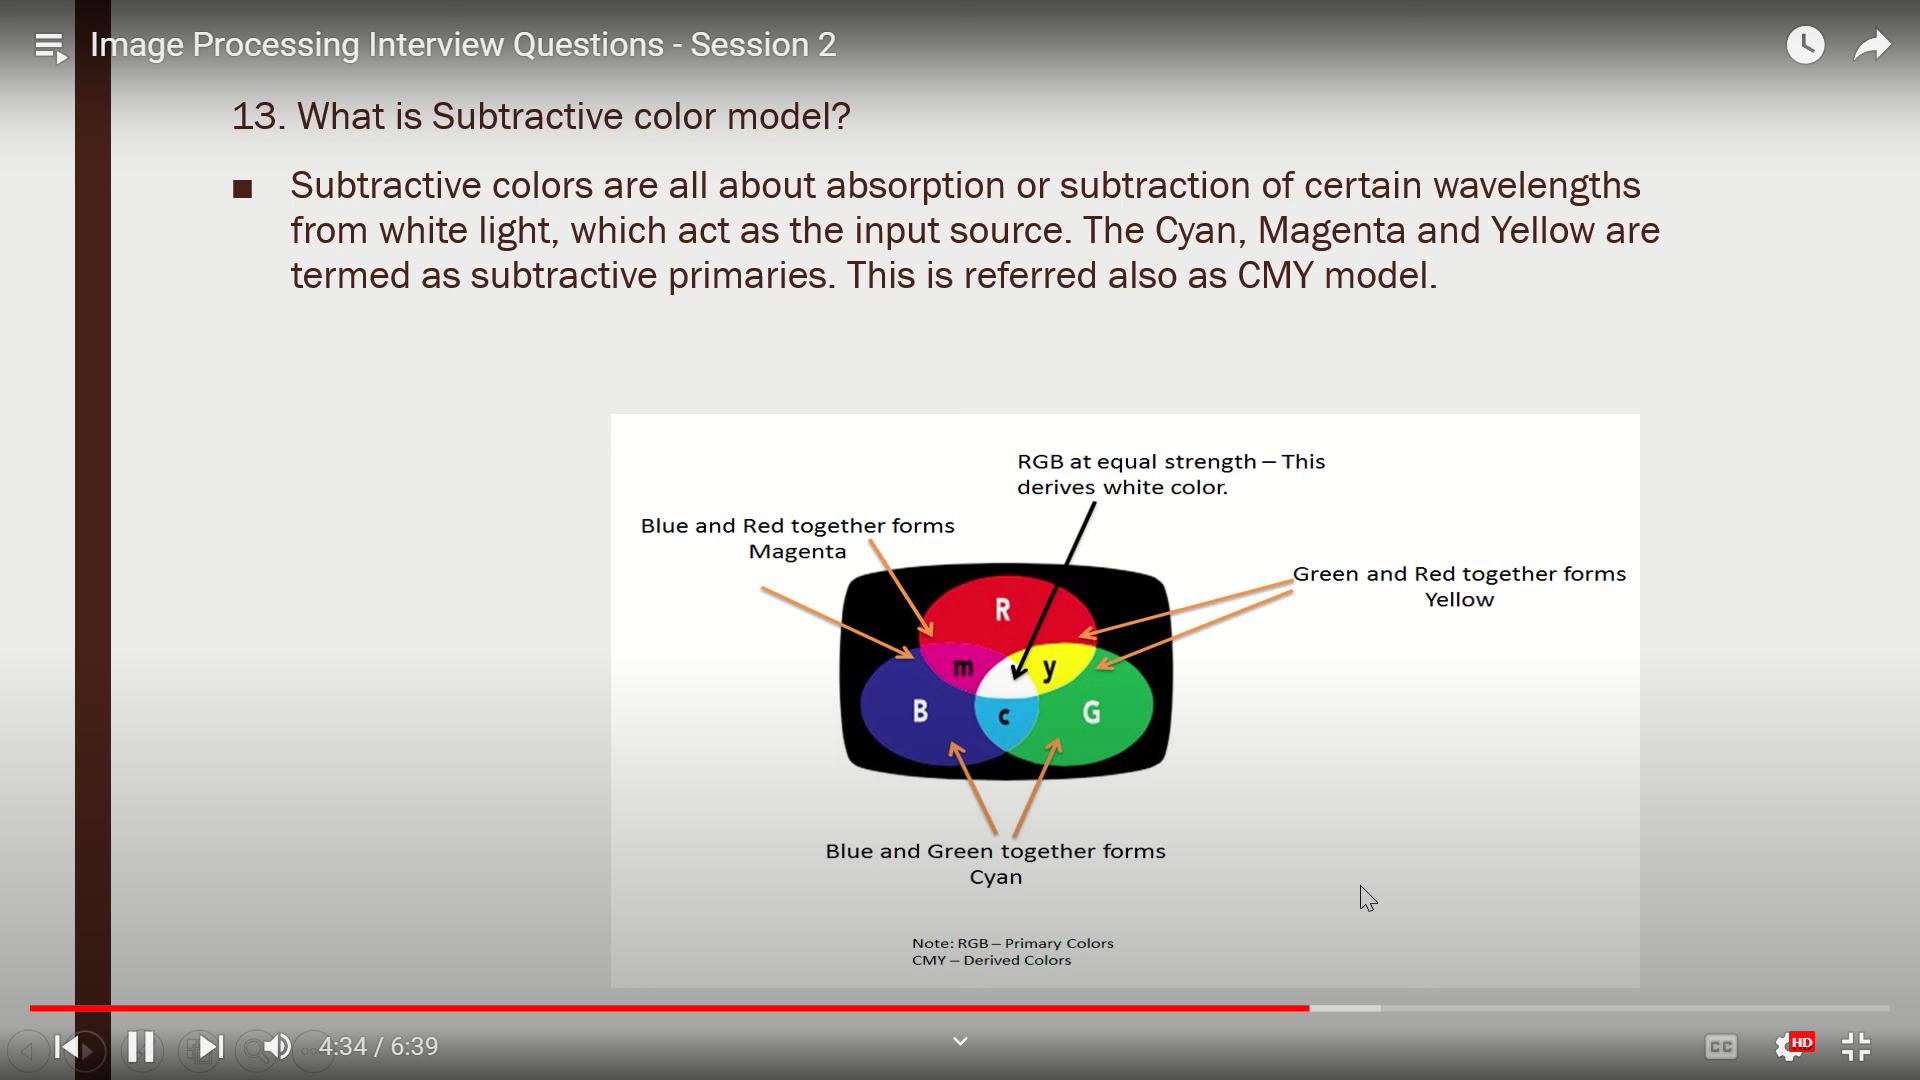 Image Processing Interview Questions - Session 2
13. What is Subtractive color model?
■ Subtractive colors are all about absorption or subtraction of certain wavelengths
from white light, which act as the input source. The Cyan, Magenta and Yellow are
termed as subtractive primaries. This is referred also as CMY model.
RGB at equal strength – This
derives white color.
Blue and Red together forms
Magenta
Green and Red together forms
Yellow
R
m
y
B
c
G
Blue and Green together forms
Cyan
Note: RGB – Primary Colors
CMY – Derived Colors
4:34 / 6:39
CC
HD